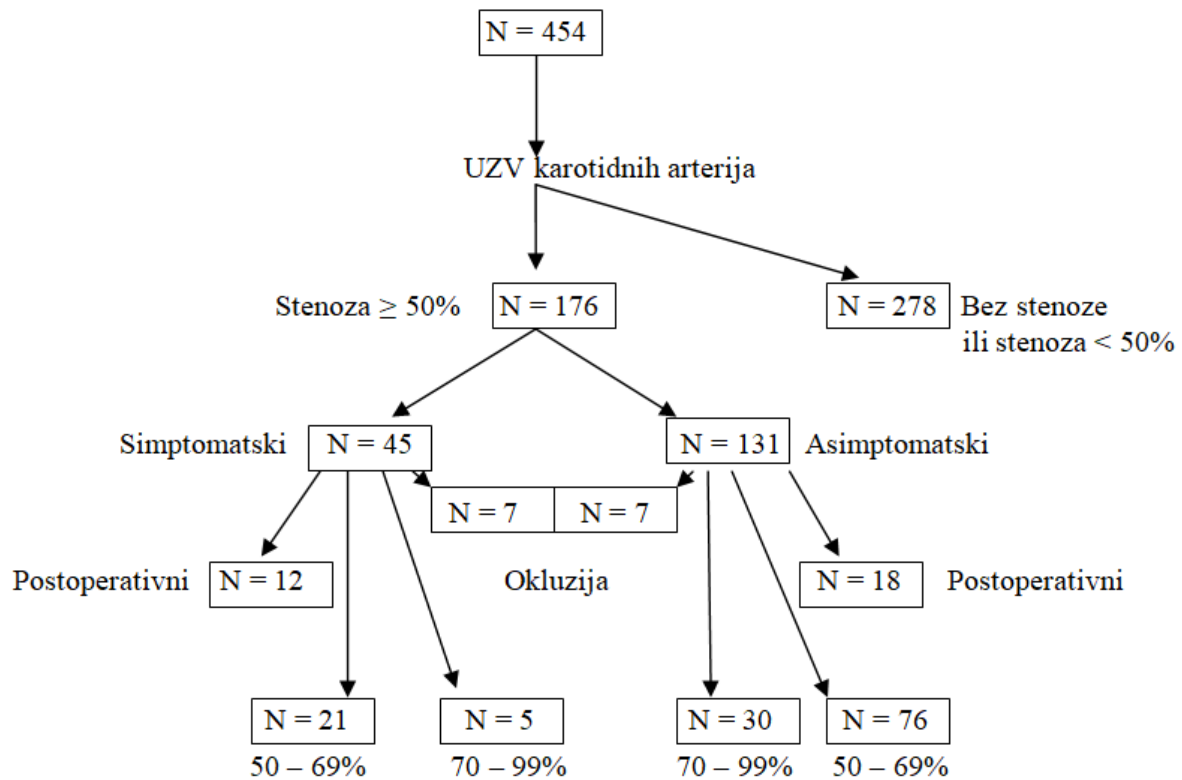 N = 454
UZV karotidnih arterija
Stenoza ≥ 50%
N = 176
N = 278
Bez stenoze
ili stenoza < 50%
Simptomatski
N = 45
N = 131
Asimptomatski
N = 7
N = 7
Postoperativni
N = 12
Okluzija
N = 18
Postoperativni
N = 21
N = 5
N = 30
N = 76
50 – 69%
70 – 99%
70 – 99%
50 – 69%